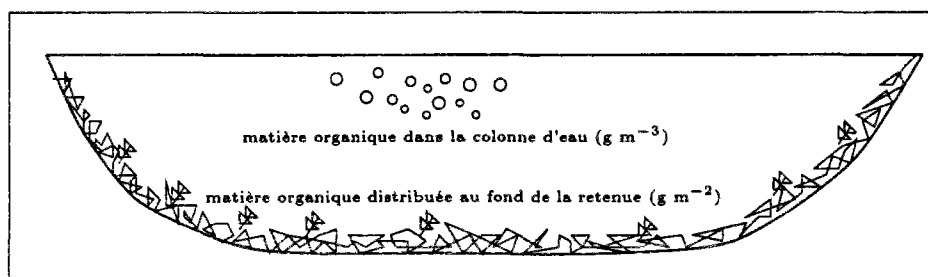 matière organique dans la colonne d'eau (g m⁻³)
matière organique distribuée au fond de la retenue (g m⁻²)